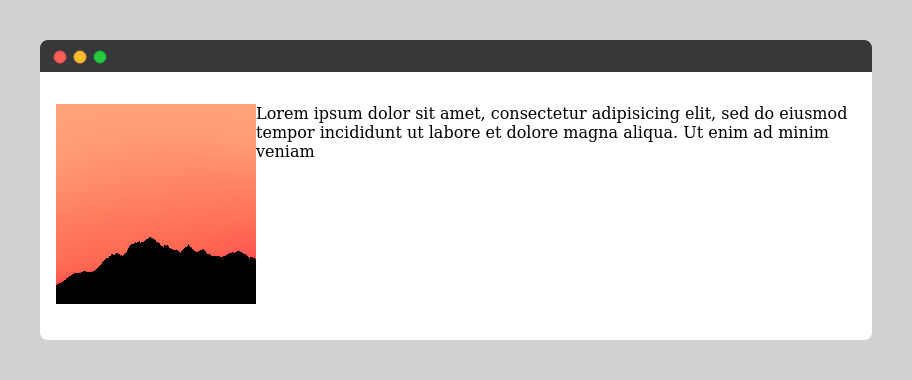 Lorem ipsum dolor sit amet, consectetur adipisicing elit, sed do eiusmod
tempor incididunt ut labore et dolore magna aliqua. Ut enim ad minim
veniam